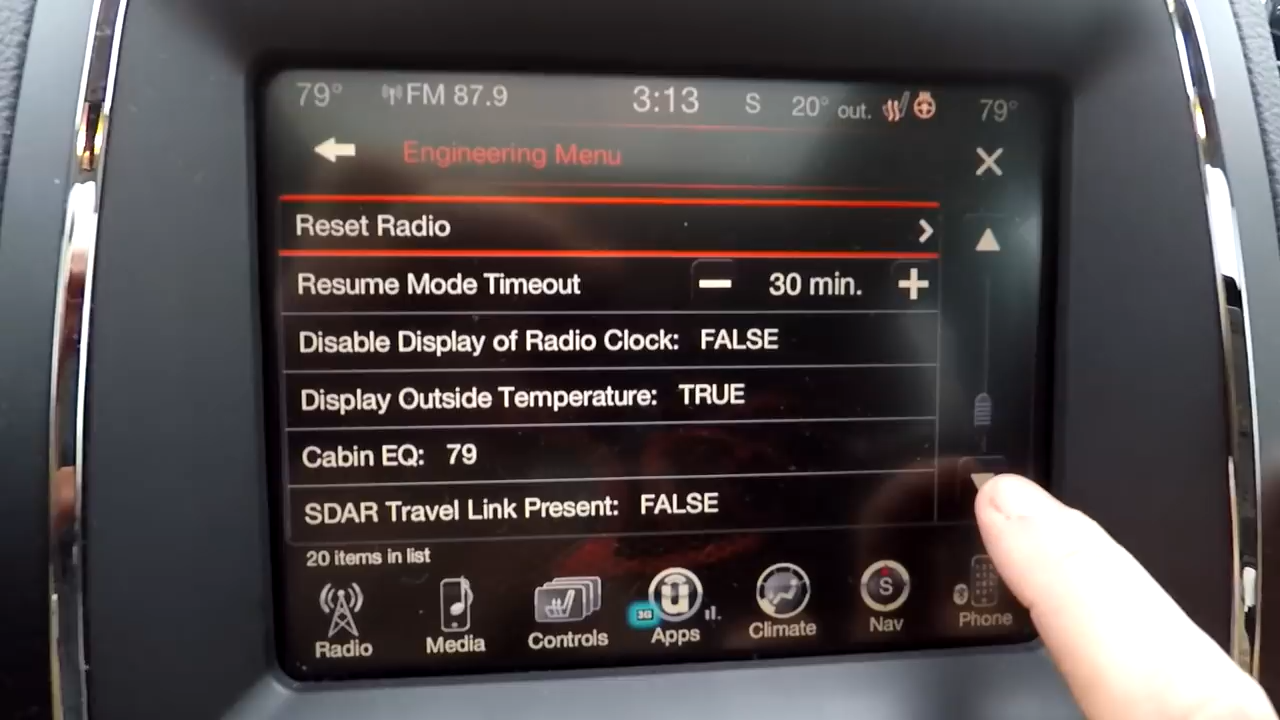 79° FM 87.9 3:13 S 20° out. 79°
Engineering Menu
Reset Radio
Resume Mode Timeout 30 min.
Disable Display of Radio Clock: FALSE
Display Outside Temperature: TRUE
Cabin EQ: 79
SDAR Travel Link Present: FALSE
20 items in list
S
3G
Radio Media Controls Apps Climate Nav Phone